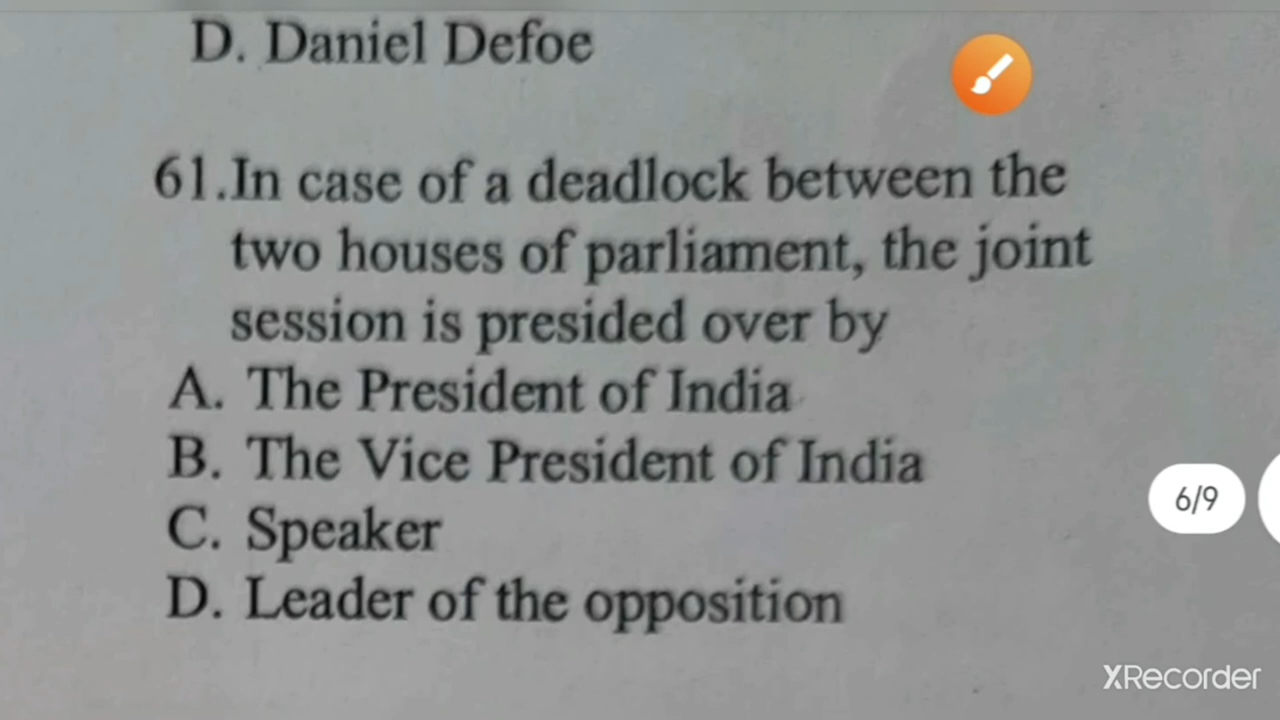 D. Daniel Defoe
61.In case of a deadlock between the
two houses of parliament, the joint
session is presided over by
A. The President of India
B. The Vice President of India
6/9
C. Speaker
D. Leader of the opposition
XRecorder